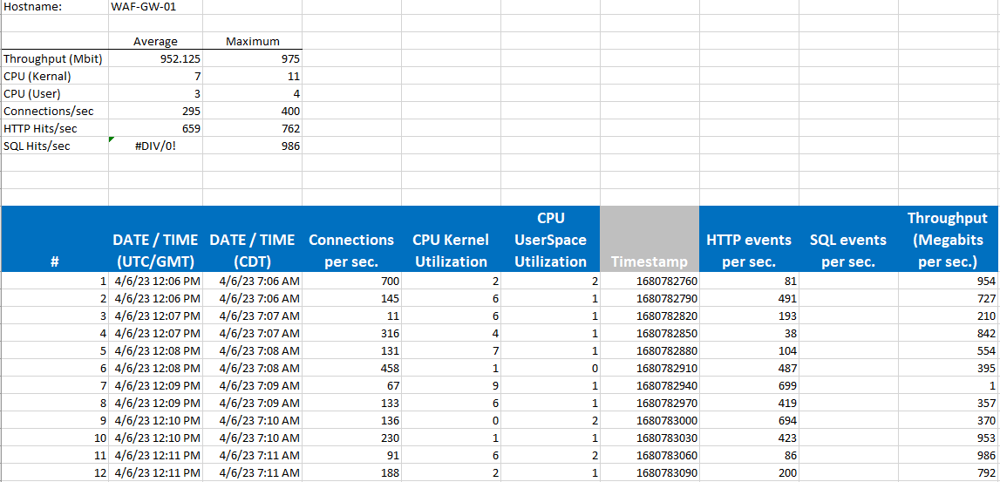 Hostname: WAF-GW-01
Average Maximum
Throughput (Mbit) 952.125 975
CPU (Kernal) 7 11
CPU (User) 3 4
Connections/sec 295 400
HTTP Hits/sec 659 762
SQL Hits/sec #DIV/0! 986
# DATE / TIME (UTC/GMT) DATE / TIME (CDT) Connections per sec. CPU Kernel Utilization CPU UserSpace Utilization Timestamp HTTP events per sec. SQL events per sec. Throughput (Megabits per sec.)
1 4/6/23 12:06 PM 4/6/23 7:06 AM 700 2 2 1680782760 81 954
2 4/6/23 12:06 PM 4/6/23 7:06 AM 145 6 1 1680782790 491 727
3 4/6/23 12:07 PM 4/6/23 7:07 AM 11 6 1 1680782820 193 210
4 4/6/23 12:07 PM 4/6/23 7:07 AM 316 4 1 1680782850 38 842
5 4/6/23 12:08 PM 4/6/23 7:08 AM 131 7 1 1680782880 104 554
6 4/6/23 12:08 PM 4/6/23 7:08 AM 458 1 0 1680782910 487 395
7 4/6/23 12:09 PM 4/6/23 7:09 AM 67 9 1 1680782940 699 1
8 4/6/23 12:09 PM 4/6/23 7:09 AM 133 6 1 1680782970 419 357
9 4/6/23 12:10 PM 4/6/23 7:10 AM 136 0 2 1680783000 694 370
10 4/6/23 12:10 PM 4/6/23 7:10 AM 230 1 1 1680783030 423 953
11 4/6/23 12:11 PM 4/6/23 7:11 AM 91 6 2 1680783060 86 986
12 4/6/23 12:11 PM 4/6/23 7:11 AM 188 2 1 1680783090 200 792